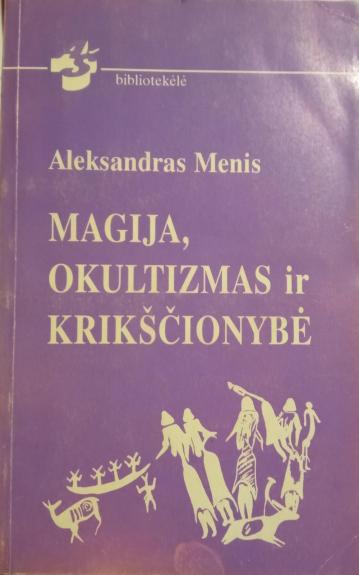 bibliotekėlė
Aleksandras Menis
MAGIJA,
OKULTIZMAS ir
KRIKŠČIONYBĖ